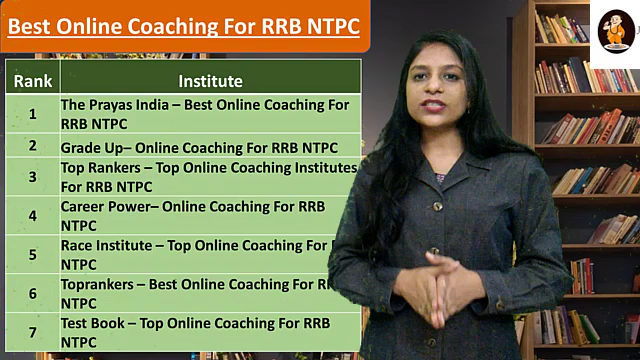 Best Online Coaching For RRB NTPC
Rank Institute
1 The Prayas India – Best Online Coaching For
RRB NTPC
2 Grade Up– Online Coaching For RRB NTPC
3 Top Rankers – Top Online Coaching Institutes
For RRB NTPC
4 Career Power– Online Coaching For RRB
NTPC
5 Race Institute – Top Online Coaching For
NTPC
6 Toprankers – Best Online Coaching For
NTPC
7 Test Book – Top Online Coaching For RRB
NTPC